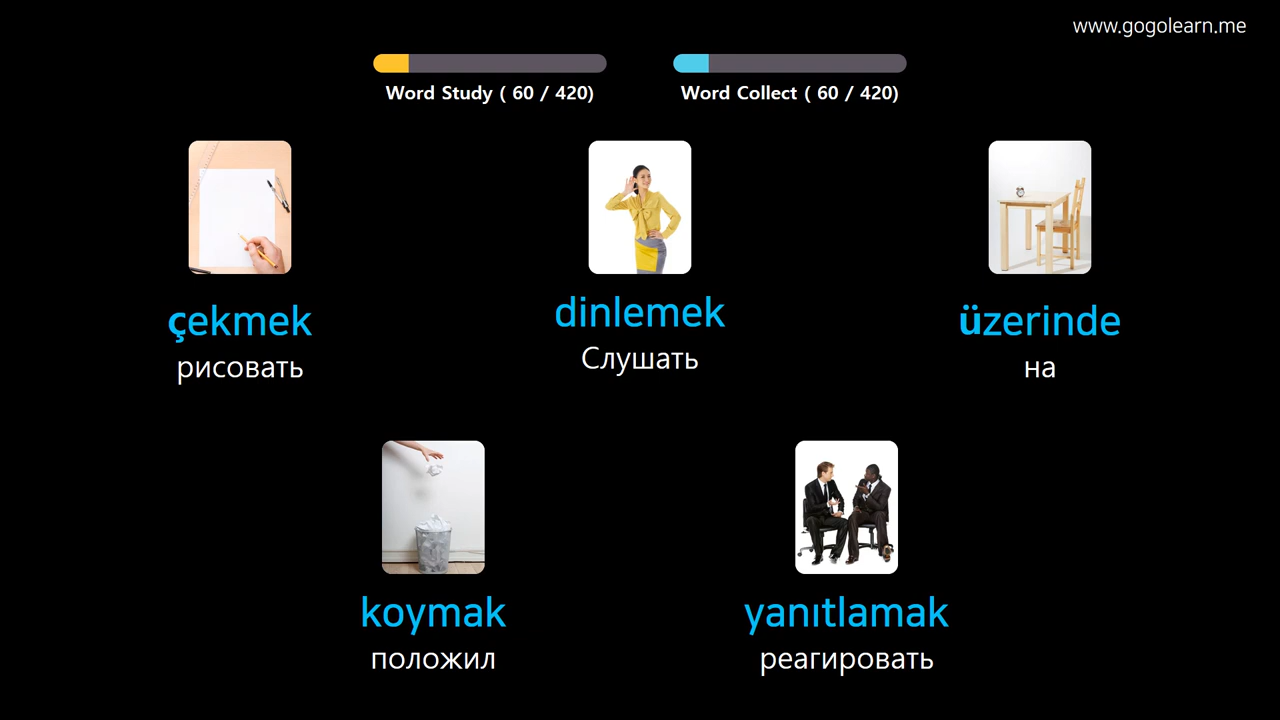 www.gogolearn.me
Word Study ( 60 / 420)
Word Collect ( 60 / 420)
çekmek
рисовать
dinlemek
Слушать
üzerinde
на
koymak
положил
yanıtlamak
реагировать